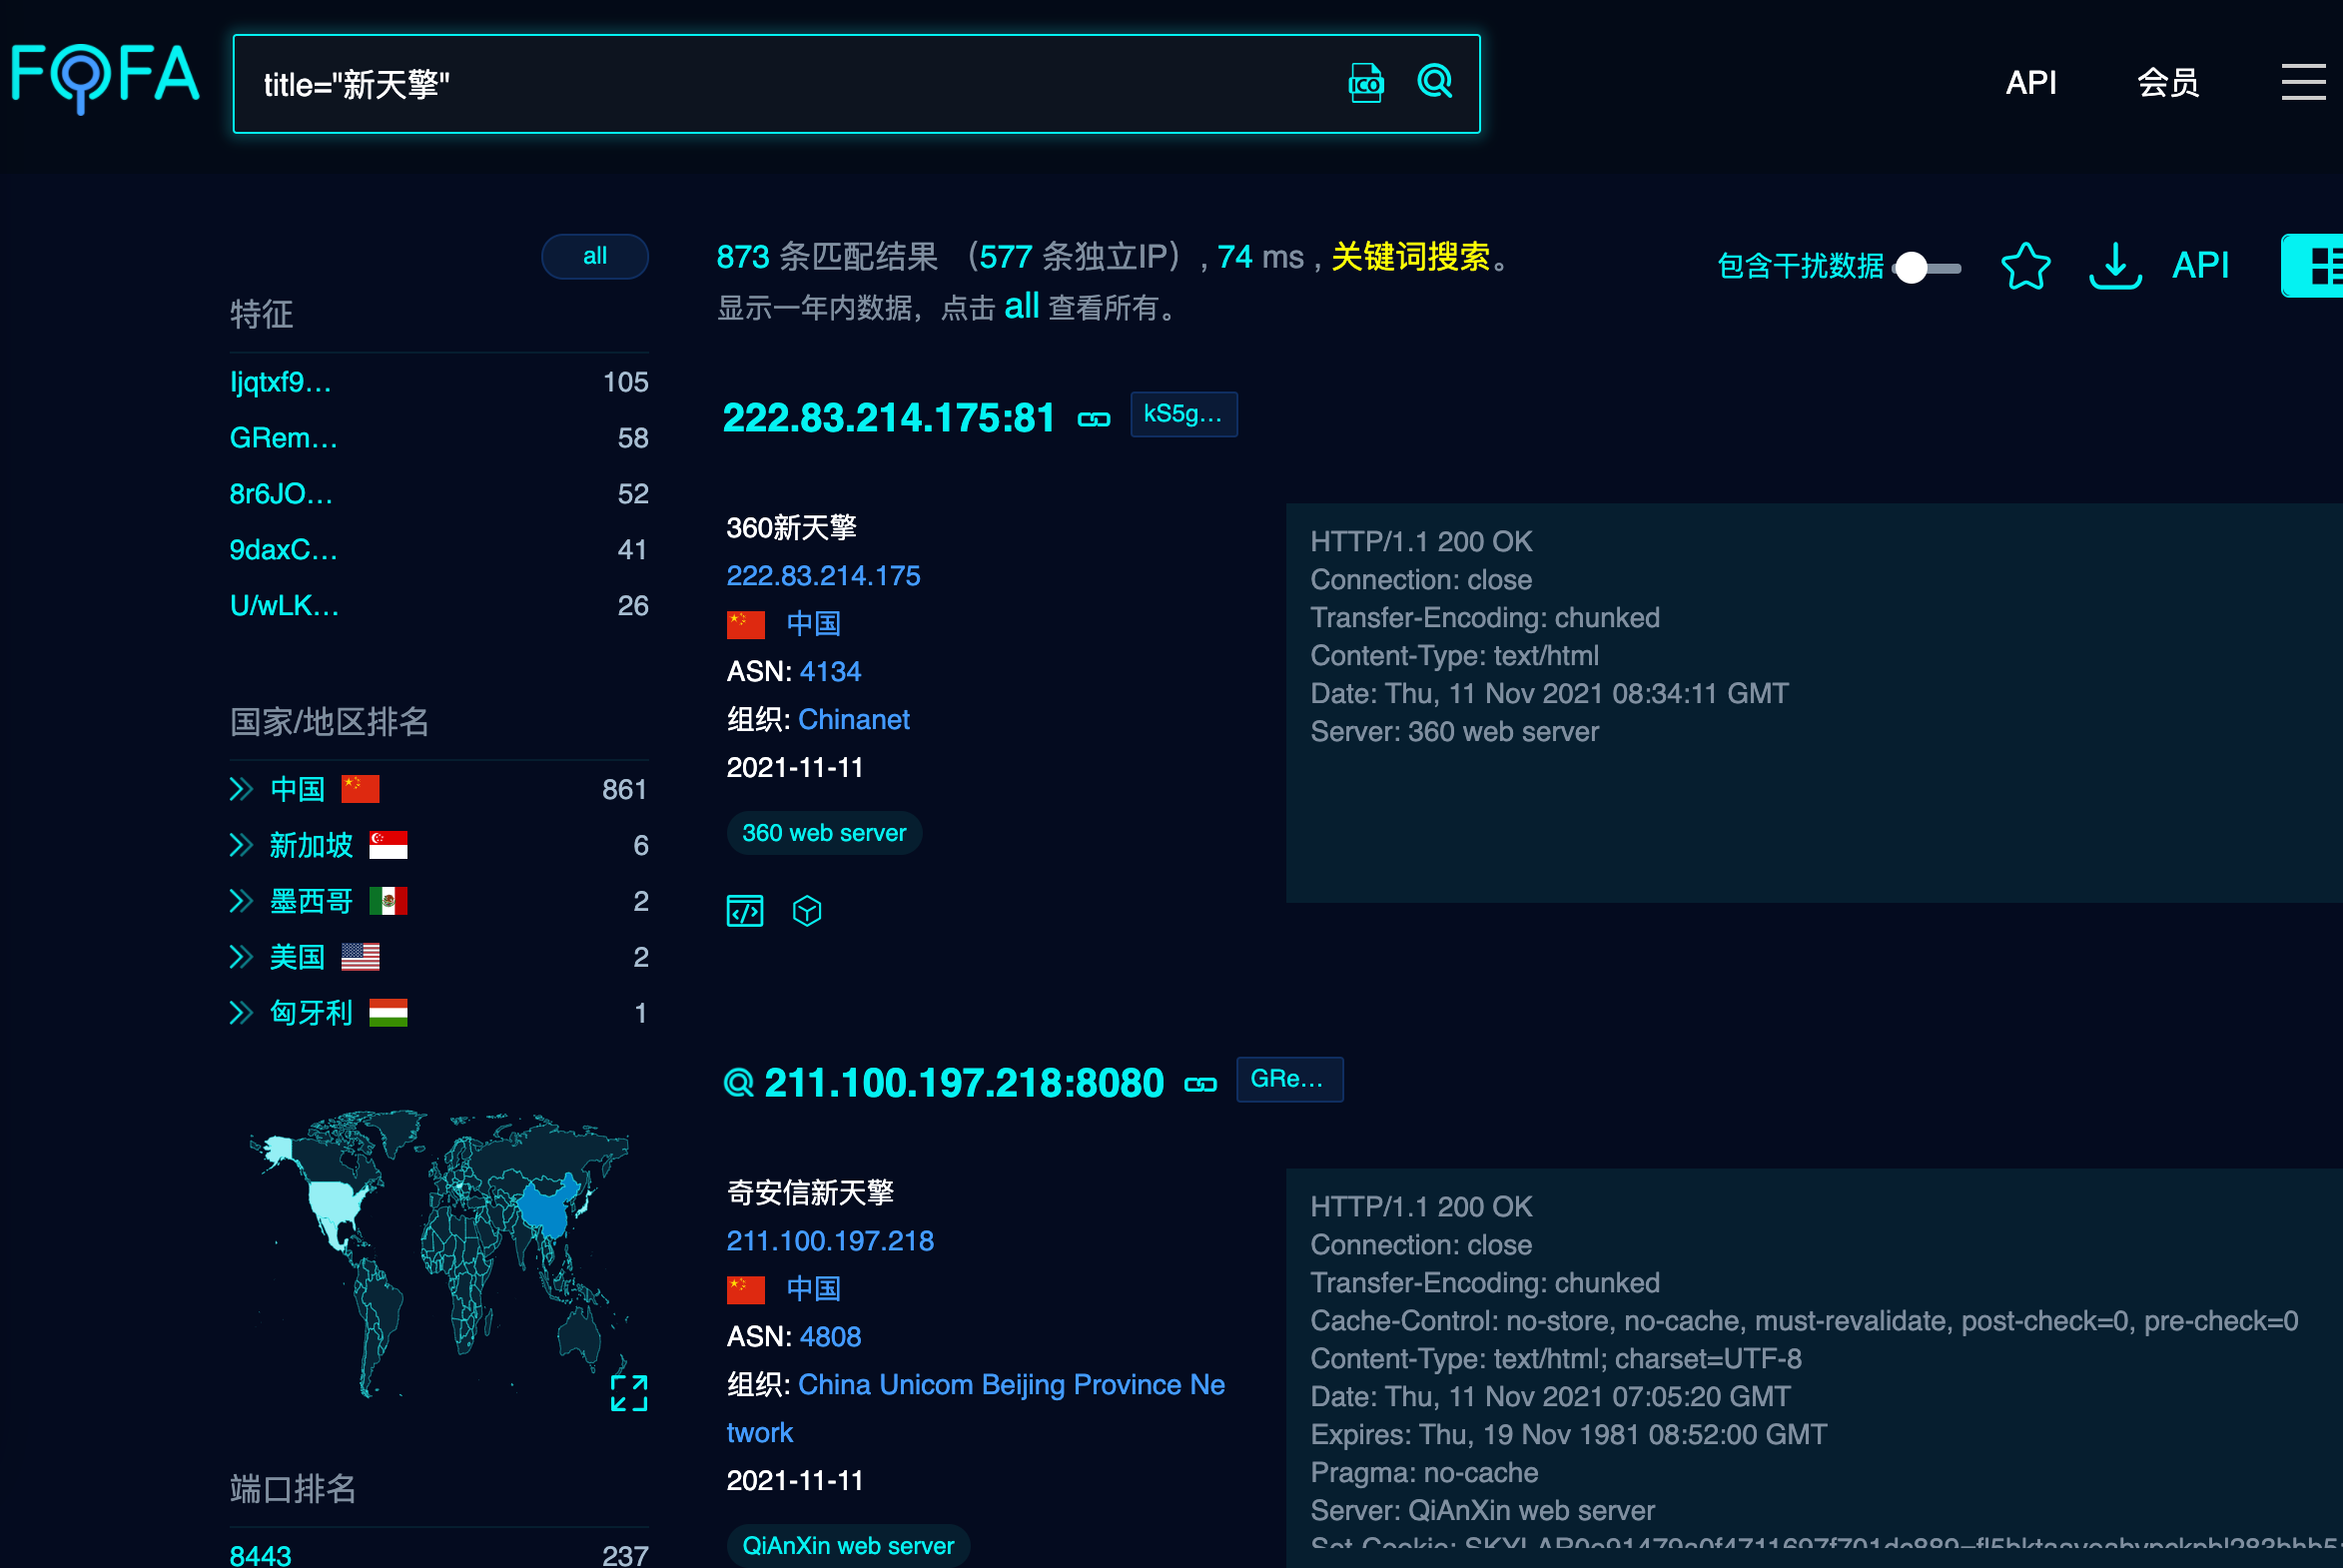 FOFA
title="新天擎"
ICO
API
会员
all
特征
ljqtxf9... 105
GRem... 58
8r6JO... 52
9daxC... 41
U/wLK... 26
国家/地区排名
中国 861
新加坡 6
墨西哥 2
美国 2
匈牙利 1
端口排名
8443 237
873 条匹配结果 （577 条独立IP）, 74 ms , 关键词搜索。
显示一年内数据，点击 all 查看所有。
包含干扰数据
API
222.83.214.175:81
kS5g...
360新天擎
222.83.214.175
中国
ASN: 4134
组织: Chinanet
2021-11-11
360 web server
HTTP/1.1 200 OK
Connection: close
Transfer-Encoding: chunked
Content-Type: text/html
Date: Thu, 11 Nov 2021 08:34:11 GMT
Server: 360 web server
211.100.197.218:8080
GRe...
奇安信新天擎
211.100.197.218
中国
ASN: 4808
组织: China Unicom Beijing Province Ne
twork
2021-11-11
QiAnXin web server
HTTP/1.1 200 OK
Connection: close
Transfer-Encoding: chunked
Cache-Control: no-store, no-cache, must-revalidate, post-check=0, pre-check=0
Content-Type: text/html; charset=UTF-8
Date: Thu, 11 Nov 2021 07:05:20 GMT
Expires: Thu, 19 Nov 1981 08:52:00 GMT
Pragma: no-cache
Server: QiAnXin web server
Set-Cookie: